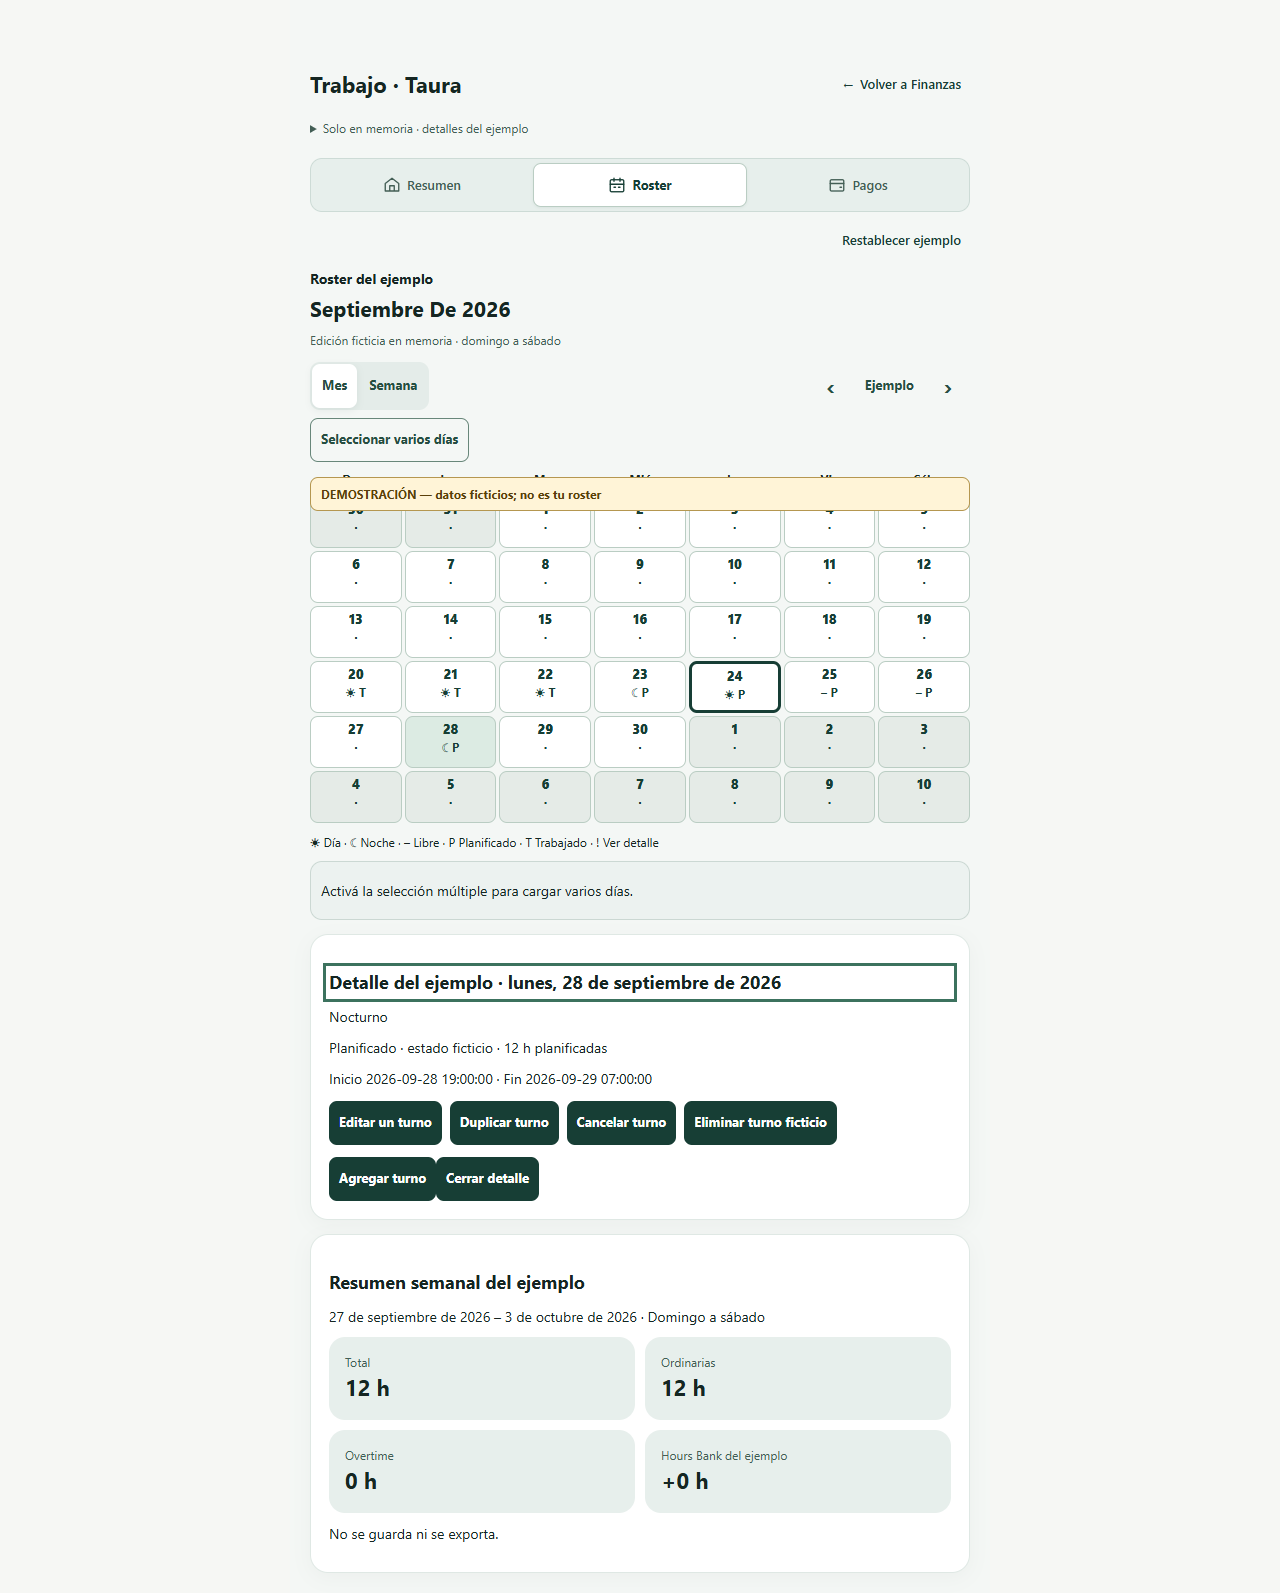 Trabajo · Taura
← Volver a Finanzas
▶ Solo en memoria · detalles del ejemplo
Resumen
Roster
Pagos
Restablecer ejemplo
Roster del ejemplo
Septiembre De 2026
Edición ficticia en memoria · domingo a sábado
Mes Semana
‹ Ejemplo ›
Seleccionar varios días
DEMOSTRACIÓN — datos ficticios; no es tu roster
· · · · · · ·
6 7 8 9 10 11 12
· · · · · · ·
13 14 15 16 17 18 19
· · · · · · ·
20 21 22 23 24 25 26
☀ T ☀ T ☀ T ☾ P ☀ P – P – P
27 28 29 30 1 2 3
· ☾ P · · · · ·
4 5 6 7 8 9 10
· · · · · · ·
☀ Día · ☾ Noche · – Libre · P Planificado · T Trabajado · ! Ver detalle
Activá la selección múltiple para cargar varios días.
Detalle del ejemplo · lunes, 28 de septiembre de 2026
Nocturno
Planificado · estado ficticio · 12 h planificadas
Inicio 2026-09-28 19:00:00 · Fin 2026-09-29 07:00:00
Editar un turno Duplicar turno Cancelar turno Eliminar turno ficticio
Agregar turno Cerrar detalle
Resumen semanal del ejemplo
27 de septiembre de 2026 – 3 de octubre de 2026 · Domingo a sábado
Total
12 h
Ordinarias
12 h
Overtime
0 h
Hours Bank del ejemplo
+0 h
No se guarda ni se exporta.